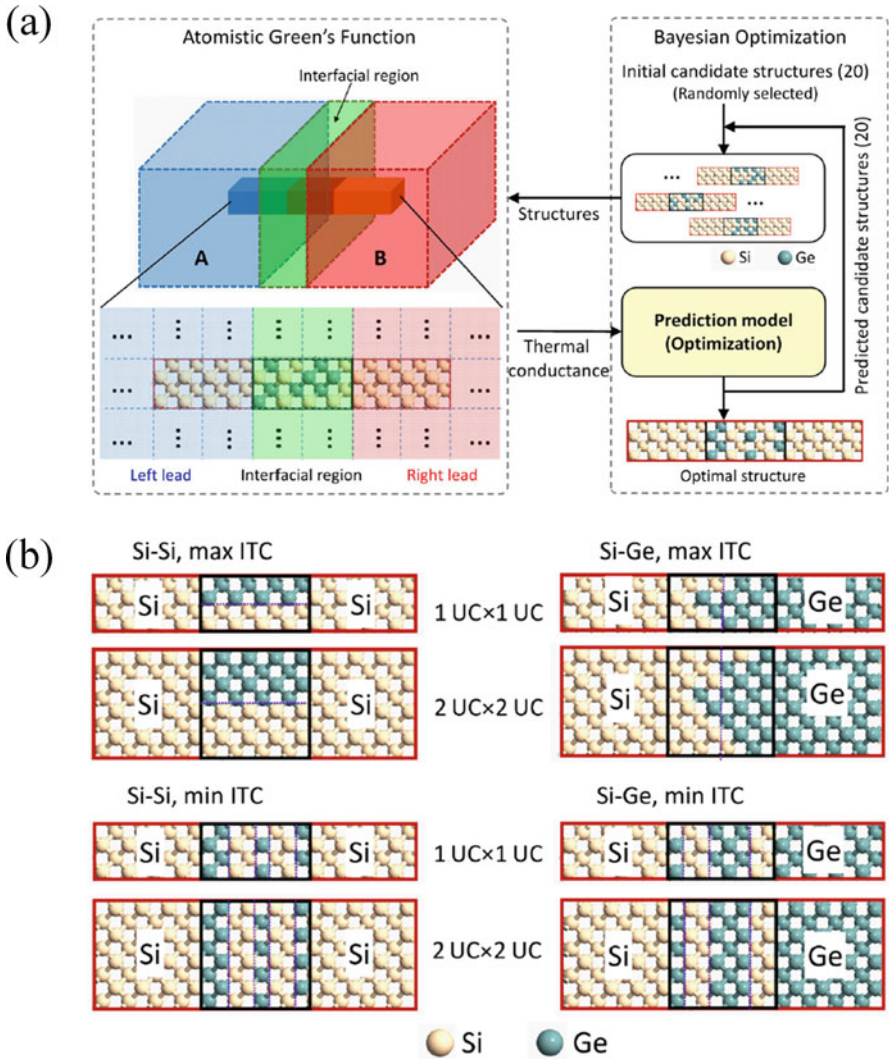 (a)
Atomistic Green's Function
Interfacial region
A
B
...
Left lead
Interfacial region
Right lead
Structures
Thermal
conductance
Bayesian Optimization
Initial candidate structures (20)
(Randomly selected)
...
...
Si
Ge
Prediction model
(Optimization)
Predicted candidate structures (20)
Optimal structure
(b)
Si-Si, max ITC
Si-Ge, max ITC
Si
Si
1 UC×1 UC
Si
Ge
Si
Si
2 UC×2 UC
Si
Ge
Si-Si, min ITC
Si-Ge, min ITC
Si
Si
1 UC×1 UC
Si
Ge
Si
Si
2 UC×2 UC
Si
Ge
Si
Ge